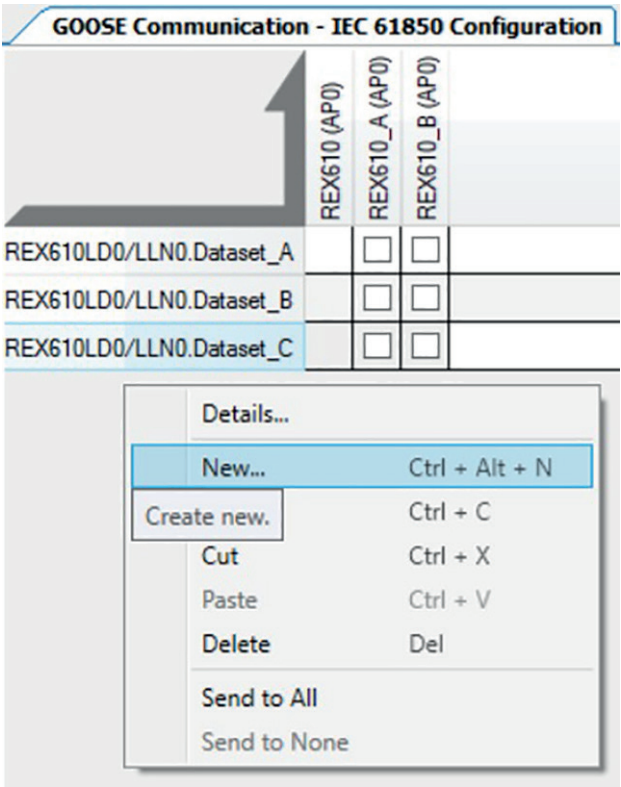 GOOSE Communication - IEC 61850 Configuration
REX610 (AP0)
REX610_A (AP0)
REX610_B (AP0)
REX610LD0/LLN0.Dataset_A
REX610LD0/LLN0.Dataset_B
REX610LD0/LLN0.Dataset_C
Details...
New... Ctrl + Alt + N
Create new. Ctrl + C
Cut Ctrl + X
Paste Ctrl + V
Delete Del
Send to All
Send to None